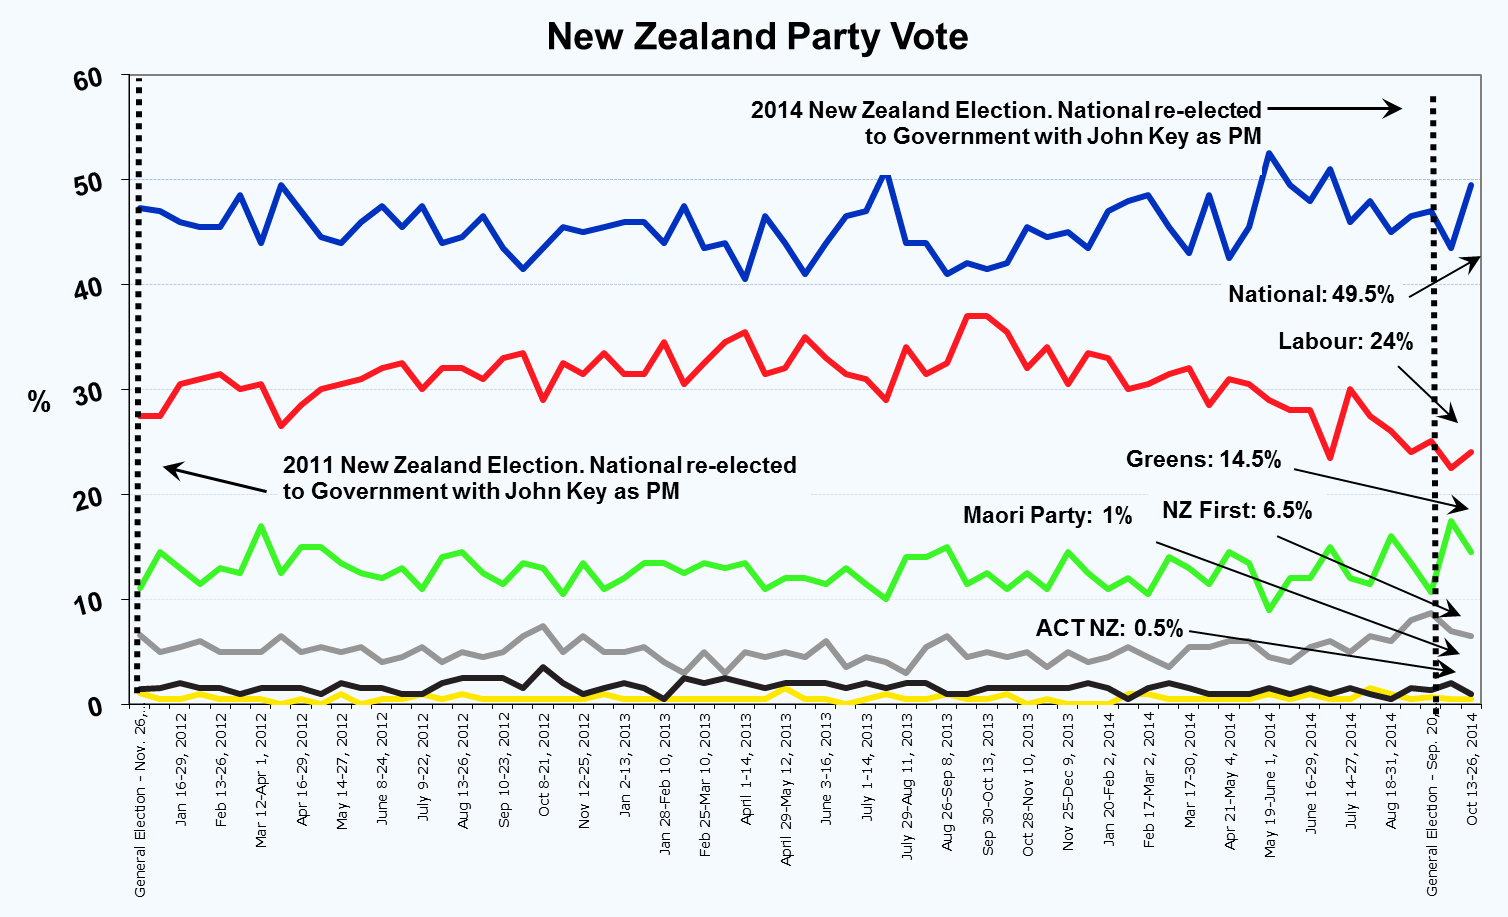 New Zealand Party Vote
60
50
40
30
20
10
0
%
2014 New Zealand Election. National re-elected
to Government with John Key as PM
National: 49.5%
Labour: 24%
2011 New Zealand Election. National re-elected
to Government with John Key as PM
Greens: 14.5%
Maori Party: 1%
NZ First: 6.5%
ACT NZ: 0.5%
General Election - Nov. 26,...
Jan 16-29, 2012
Feb 13-26, 2012
Mar 12-Apr 1, 2012
Apr 16-29, 2012
May 14-27, 2012
June 8-24, 2012
July 9-22, 2012
Aug 13-26, 2012
Sep 10-23, 2012
Oct 8-21, 2012
Nov 12-25, 2012
Jan 2-13, 2013
Jan 28-Feb 10, 2013
Feb 25-Mar 10, 2013
April 1-14, 2013
April 29-May 12, 2013
June 3-16, 2013
July 1-14, 2013
July 29-Aug 11, 2013
Aug 26-Sep 8, 2013
Sep 30-Oct 13, 2013
Oct 28-Nov 10, 2013
Nov 25-Dec 9, 2013
Jan 20-Feb 2, 2014
Feb 17-Mar 2, 2014
Mar 17-30, 2014
Apr 21-May 4, 2014
May 19-June 1, 2014
June 16-29, 2014
July 14-27, 2014
Aug 18-31, 2014
General Election - Sep. 20,
Oct 13-26, 2014